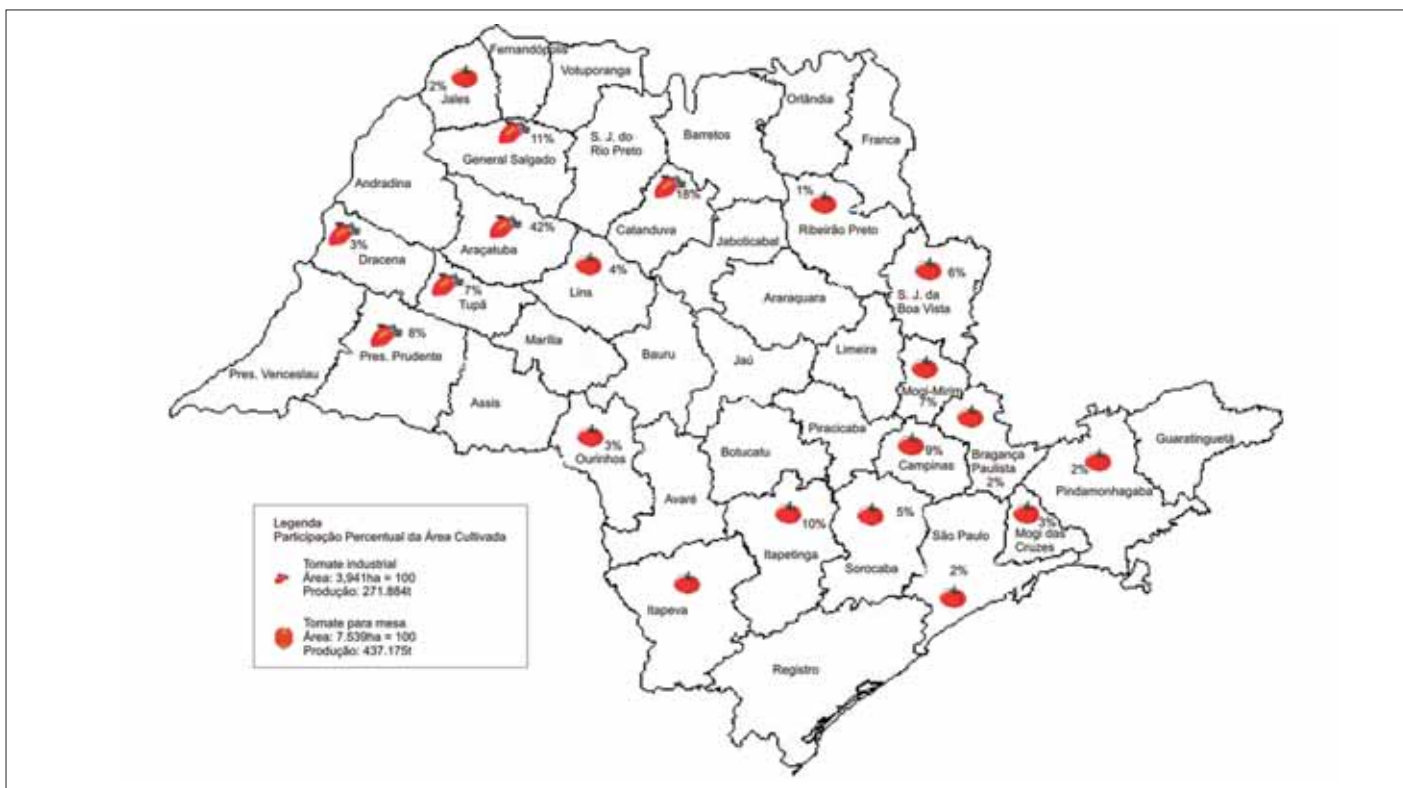 Fernandópolis
Votuporanga
2%
Jales
Orlândia
11%
General Salgado
S. J. do
Rio Preto
Barretos
Franca
Andradina
18%
Catanduva
1%
Ribeirão Preto
42%
Araçatuba
Jaboticabal
3%
Dracena
7%
Tupã
4%
Lins
6%
S. J. da
Boa Vista
Araraquara
8%
Pres. Prudente
Marília
Bauru
Jaú
Limeira
Pres. Venceslau
Mogi-Mirim
7%
Assis
Piracicaba
Guaratinguetá
3%
Ourinhos
Botucatu
9%
Campinas
Bragança
Paulista
2%
2%
Pindamonhagaba
Avaré
10%
Itapetinga
5%
Sorocaba
São Paulo
2%
3%
Mogi das
Cruzes
Itapeva
Registro
Legenda
Participação Percentual da Área Cultivada
Tomate industrial
Área: 3,941ha = 100
Produção: 271.884t
Tomate para mesa
Área: 7.539ha = 100
Produção: 437.175t